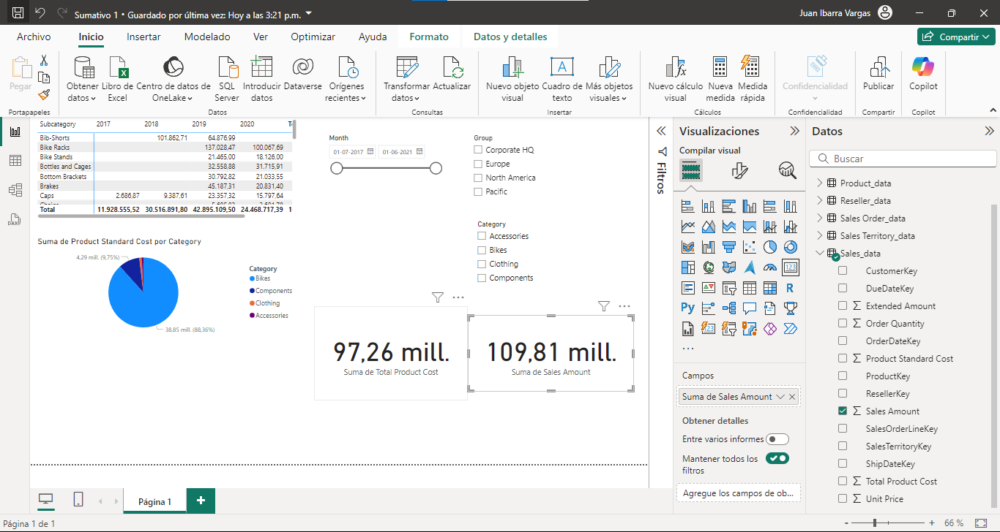 Sumativo 1 • Guardado por última vez: Hoy a las 3:21 p.m.
Juan Ibarra Vargas
Archivo Inicio Insertar Modelado Ver Optimizar Ayuda Formato Datos y detalles
Compartir
Pegar
Obtener datos
Libro de Excel
Centro de datos de OneLake
SQL Server
Introducir datos
Dataverse
Orígenes recientes
Transformar datos
Actualizar
Nuevo objeto visual
Cuadro de texto
Más objetos visuales
Nuevo cálculo visual
Nueva medida
Medida rápida
Confidencialidad
Publicar
Copilot
Portapapeles
Datos
Consultas
Insertar
Cálculos
Confidencialidad
Compartir
Copilot
Subcategory 2017 2018 2019 2020
Bib-Shorts 101.862,71 64.876,99
Bike Racks 137.028,47 100.067,69
Bike Stands 21.465,00 18.126,00
Bottles and Cages 32.558,88 31.715,91
Bottom Brackets 30.792,82 21.033,55
Brakes 45.187,31 20.831,40
Caps 2.686,87 9.387,61 23.357,32 15.797,64
Total 11.928.555,52 30.516.891,80 42.895.109,50 24.468.717,39 1
Month
01-07-2017 01-06-2021
Group
Corporate HQ
Europe
North America
Pacific
Category
Accessories
Bikes
Clothing
Components
Suma de Product Standard Cost por Category
4,29 mill. (9,75%)
38,85 mill. (88,36%)
Category
Bikes
Components
Clothing
Accessories
97,26 mill.
Suma de Total Product Cost
109,81 mill.
Suma de Sales Amount
Filtros
Visualizaciones
Compilar visual
123
R
Py
123
...
Campos
Suma de Sales Amount
Obtener detalles
Entre varios informes
Mantener todos los
filtros
Agregue los campos de ob...
Datos
Buscar
Product_data
Reseller_data
Sales Order_data
Sales Territory_data
Sales_data
CustomerKey
DueDateKey
Extended Amount
Order Quantity
OrderDateKey
Product Standard Cost
ProductKey
ResellerKey
Sales Amount
SalesOrderLineKey
SalesTerritoryKey
ShipDateKey
Total Product Cost
Unit Price
Página 1
Página 1 de 1
66 %